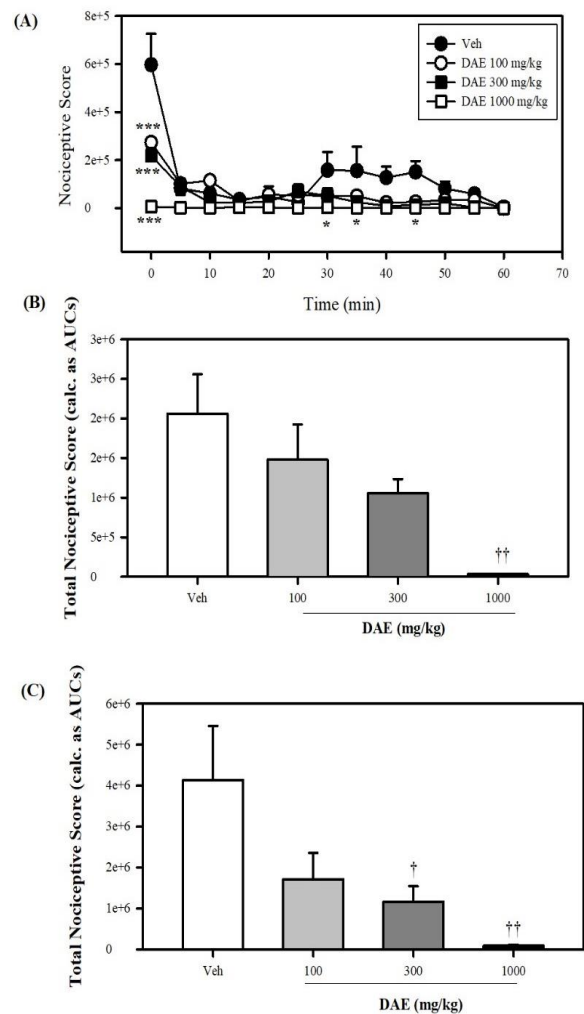 (A)
8e+5
6e+5
4e+5
2e+5
0
Nociceptive Score
Veh
DAE 100 mg/kg
DAE 300 mg/kg
DAE 1000 mg/kg
***
***
***
* * *
0 10 20 30 40 50 60 70
Time (min)
(B)
Total Nociceptive Score (calc. as AUCs)
3e+6
3e+6
2e+6
2e+6
1e+6
5e+5
0
††
Veh 100 300 1000
DAE (mg/kg)
(C)
Total Nociceptive Score (calc. as AUCs)
6e+6
5e+6
4e+6
3e+6
2e+6
1e+6
0
†
††
Veh 100 300 1000
DAE (mg/kg)